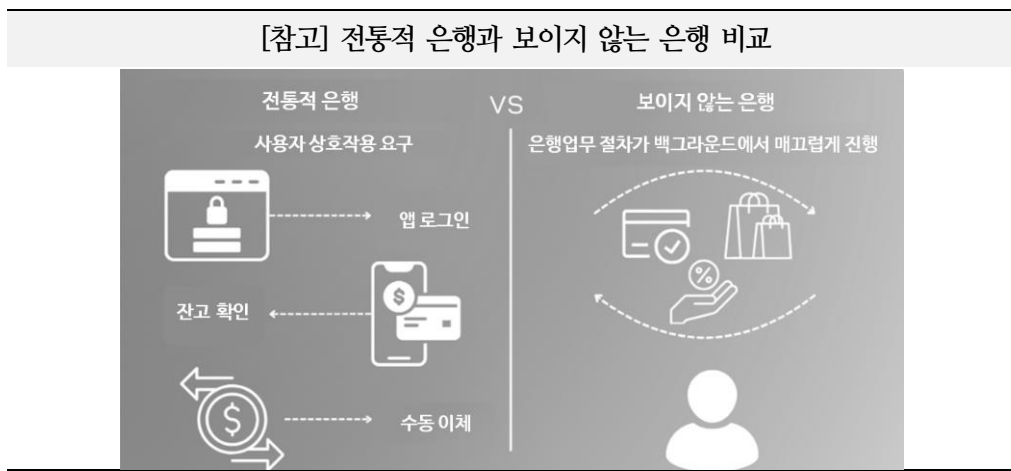 [참고] 전통적 은행과 보이지 않는 은행 비교
전통적 은행
VS
보이지 않는 은행
사용자 상호작용 요구
은행업무 절차가 백그라운드에서 매끄럽게 진행
앱 로그인
%
$
잔고 확인
$
수동 이체